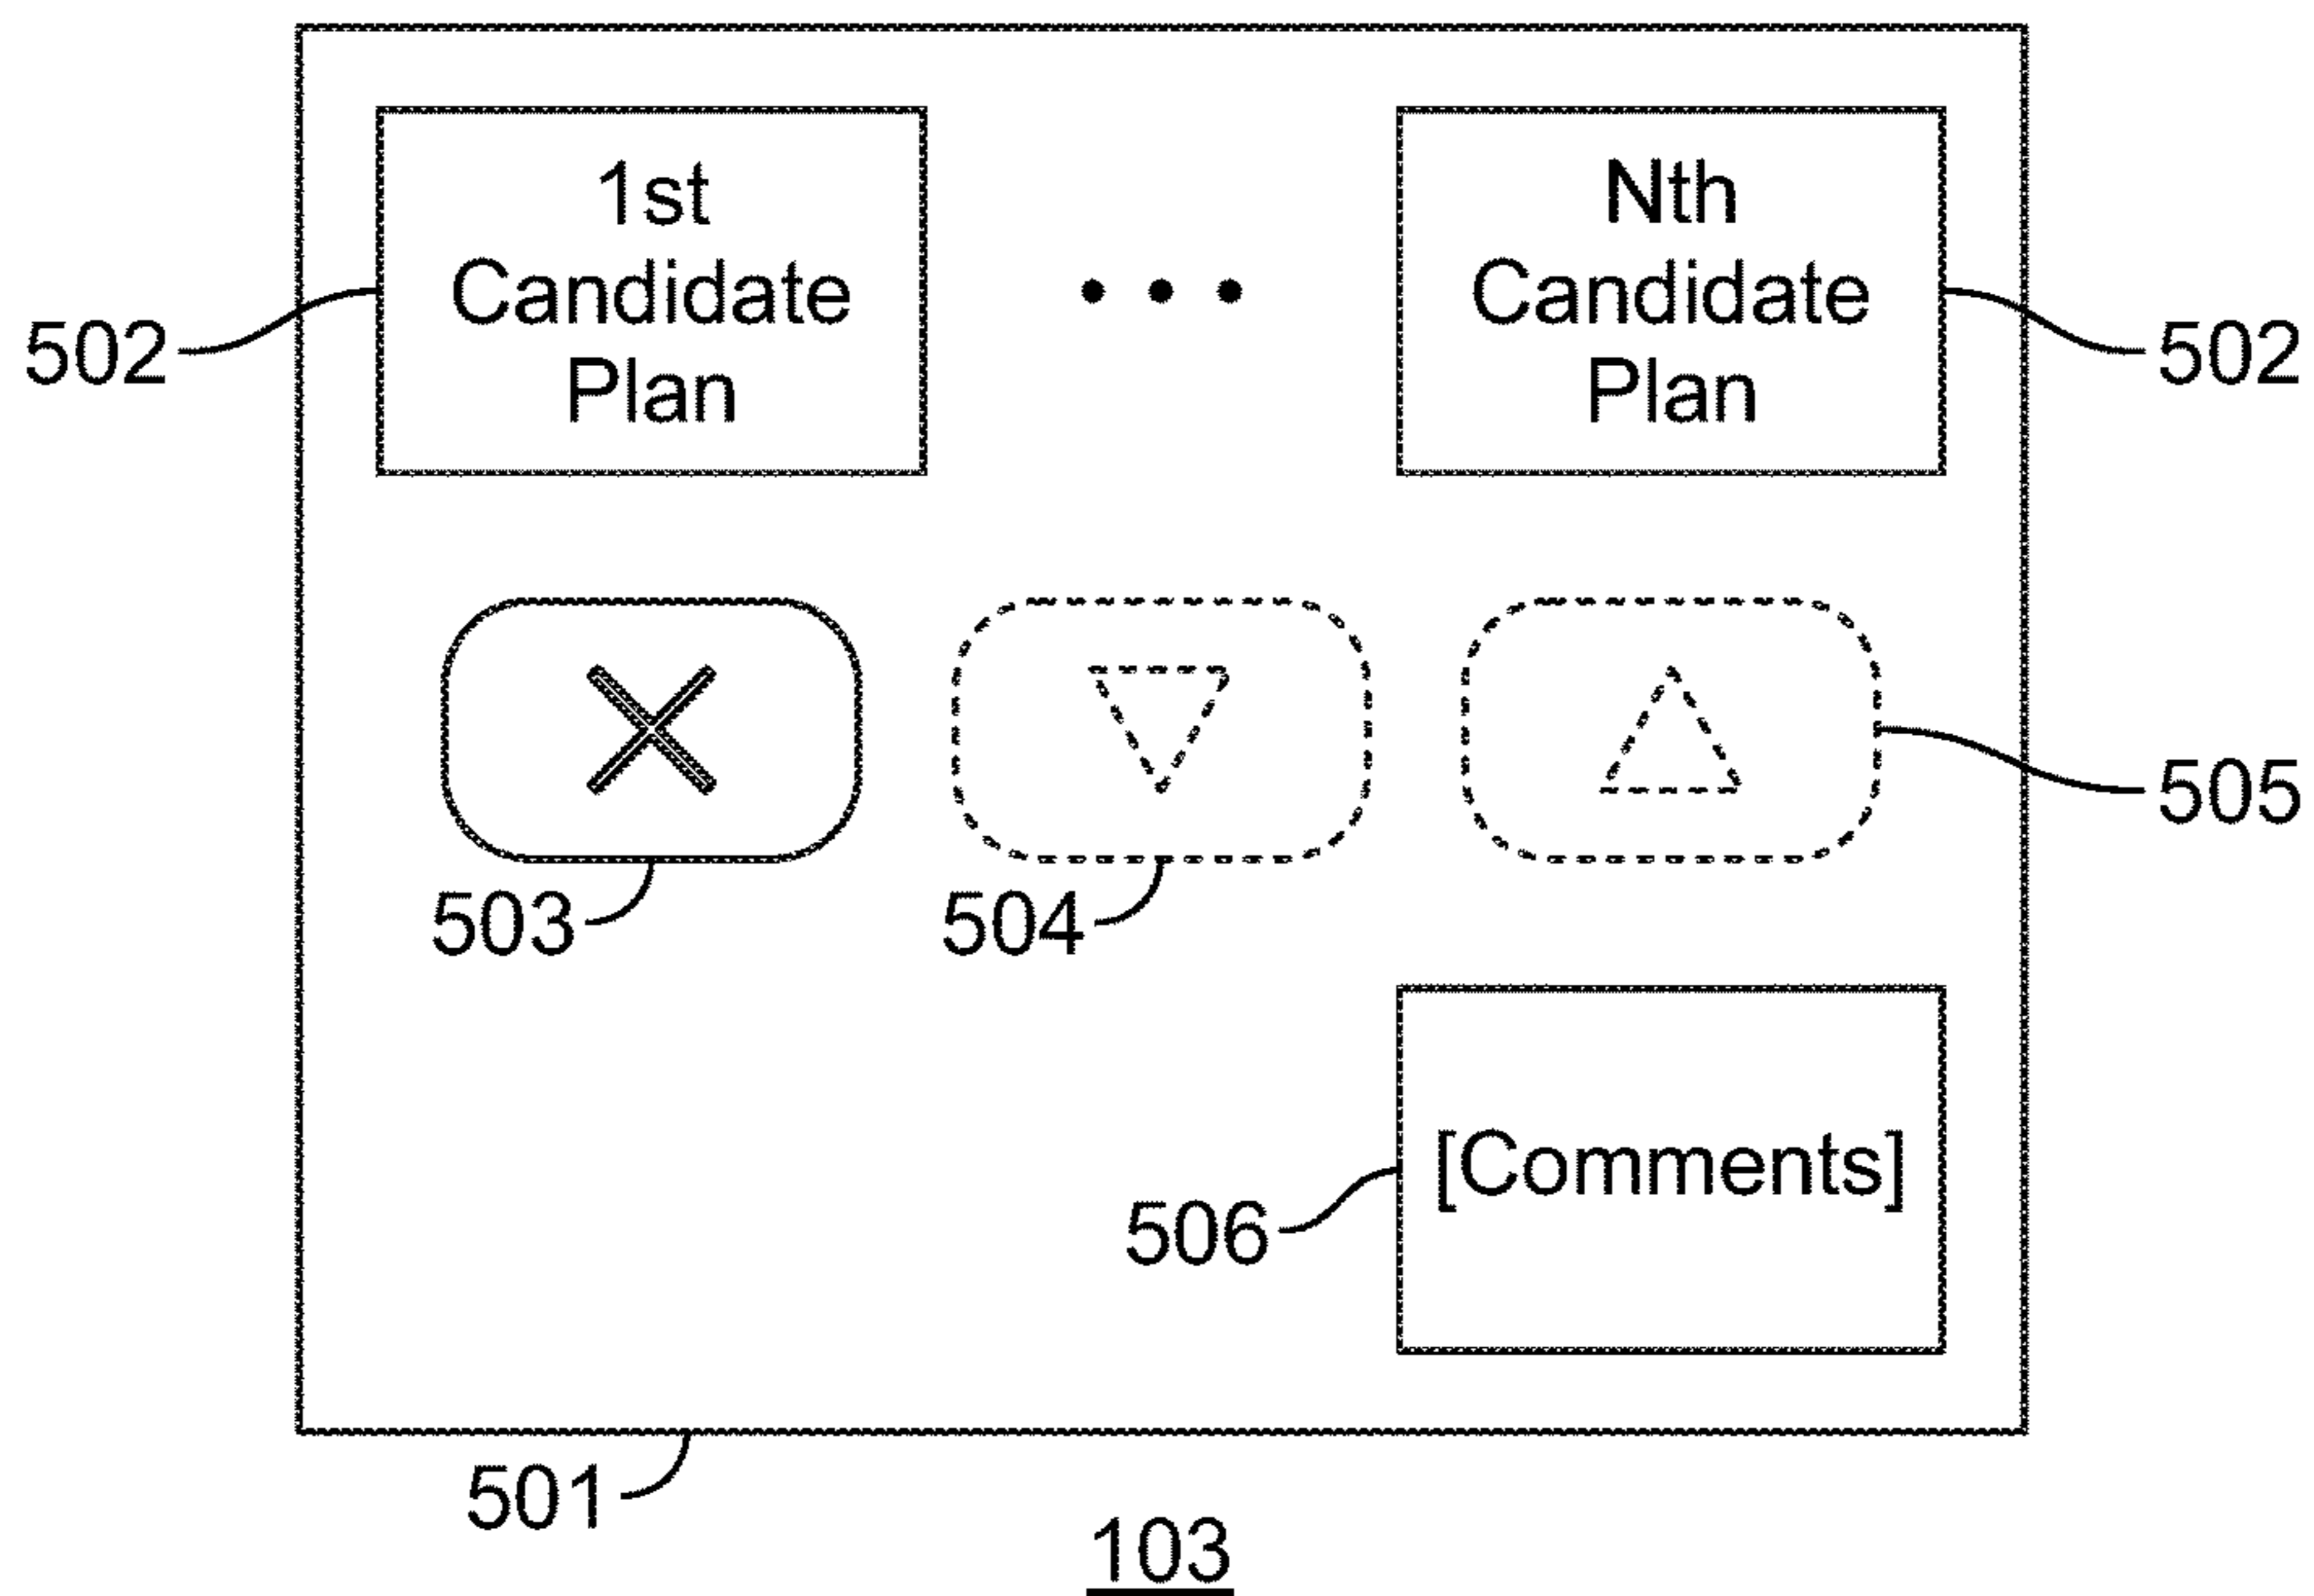 1st
Candidate
Plan
Nth
Candidate
Plan
502
502
505
503
504
[Comments]
506
501
103